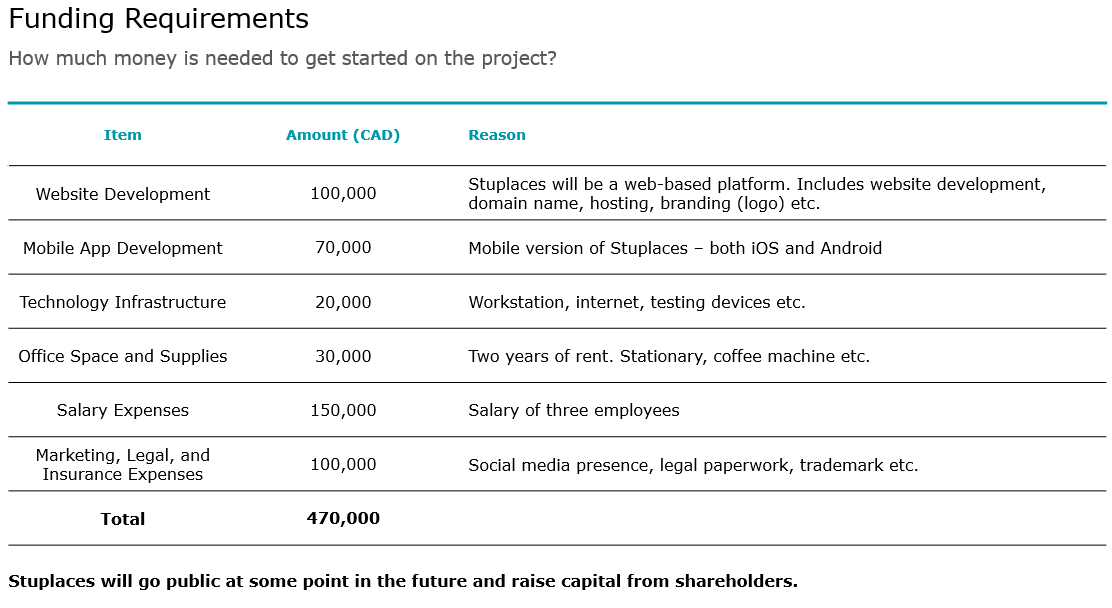 Funding Requirements
How much money is needed to get started on the project?
Item Amount (CAD) Reason
Website Development 100,000 Stuplaces will be a web-based platform. Includes website development,
domain name, hosting, branding (logo) etc.
Mobile App Development 70,000 Mobile version of Stuplaces – both iOS and Android
Technology Infrastructure 20,000 Workstation, internet, testing devices etc.
Office Space and Supplies 30,000 Two years of rent. Stationary, coffee machine etc.
Salary Expenses 150,000 Salary of three employees
Marketing, Legal, and
Insurance Expenses 100,000 Social media presence, legal paperwork, trademark etc.
Total 470,000
Stuplaces will go public at some point in the future and raise capital from shareholders.